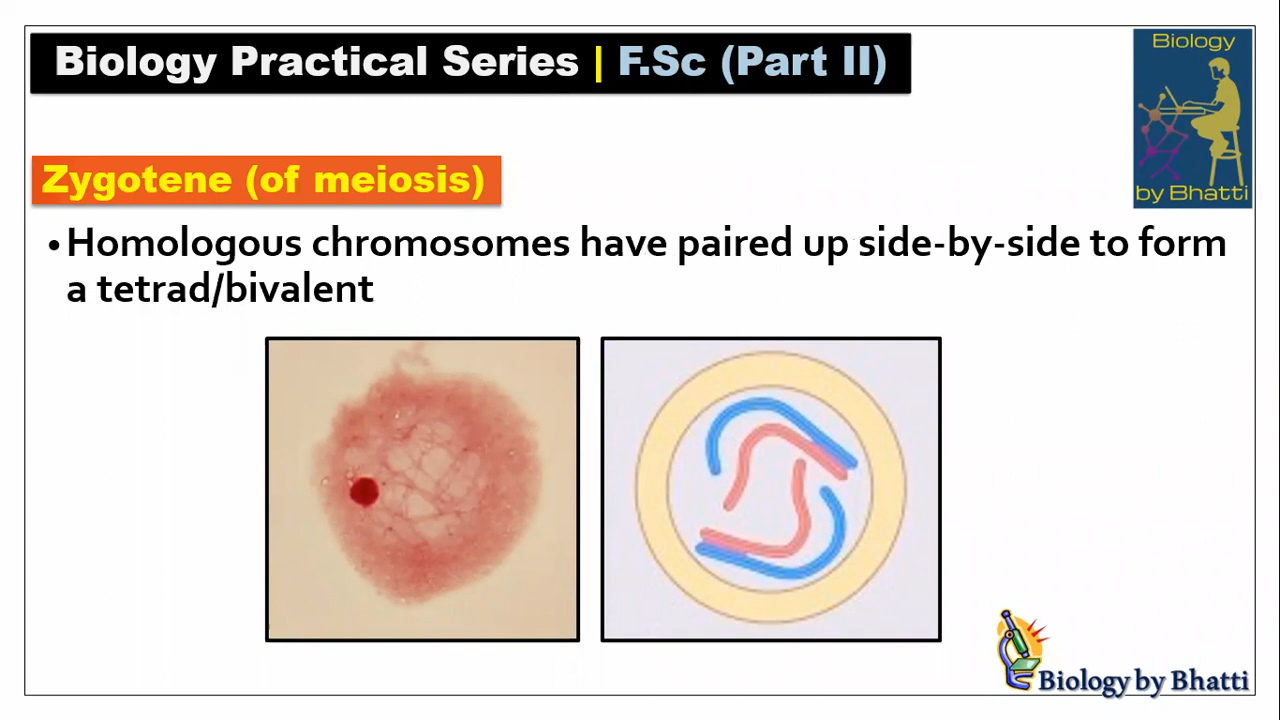 Biology Practical Series | F.Sc (Part II)
Biology
by Bhatti
Zygotene (of meiosis)
• Homologous chromosomes have paired up side-by-side to form
a tetrad/bivalent
Biology by Bhatti